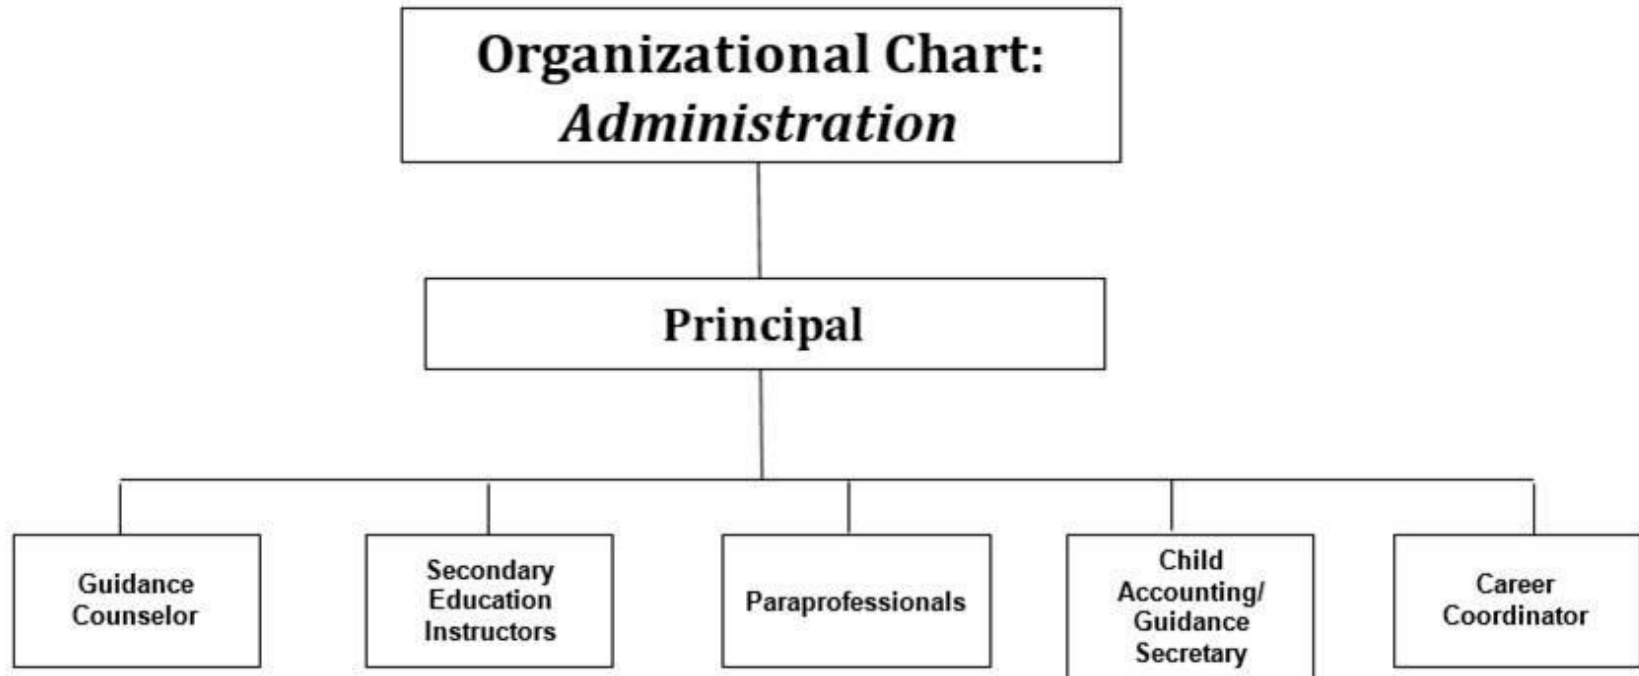 Organizational Chart:
Administration
Principal
Guidance
Counselor
Secondary
Education
Instructors
Paraprofessionals
Child
Accounting/
Guidance
Secretary
Career
Coordinator